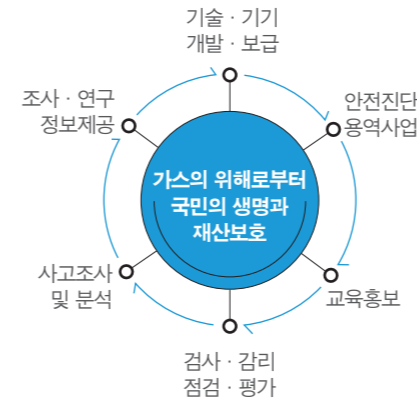 기술 · 기기
개발 · 보급
조사 · 연구
정보제공
안전진단
용역사업
가스의 위해로부터
국민의 생명과
재산보호
사고조사
및 분석
교육홍보
검사 · 감리
점검 · 평가